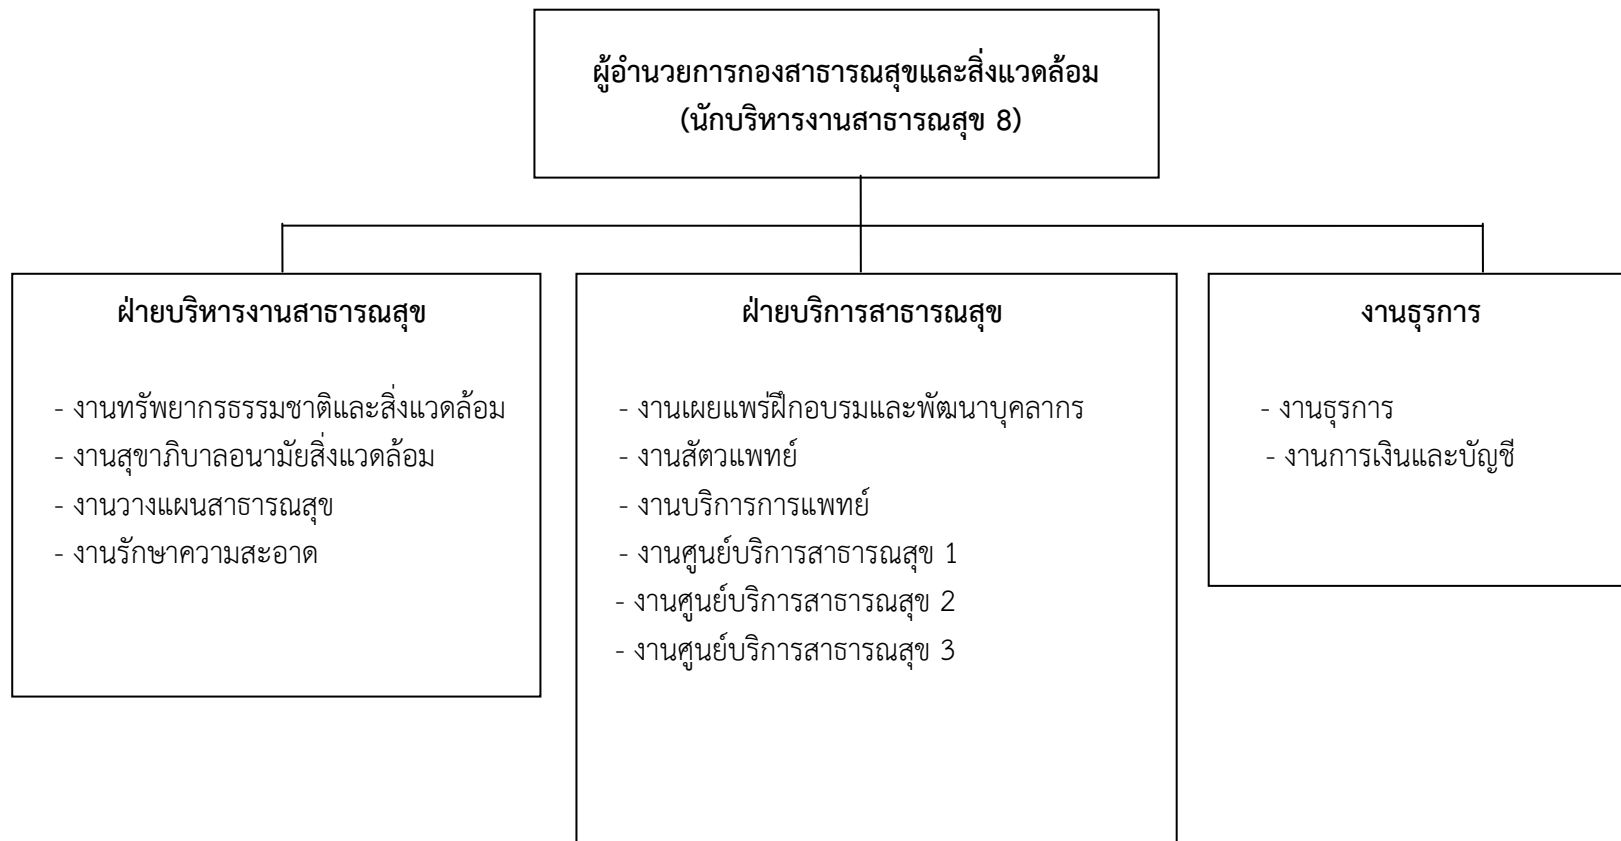 ผู้อำนวยการกองสาธารณสุขและสิ่งแวดล้อม
(นักบริหารงานสาธารณสุข 8)
ฝ่ายบริหารงานสาธารณสุข
- งานทรัพยากรธรรมชาติและสิ่งแวดล้อม
- งานสุขาภิบาลอนามัยสิ่งแวดล้อม
- งานวางแผนสาธารณสุข
- งานรักษาความสะอาด
ฝ่ายบริการสาธารณสุข
- งานเผยแพร่ฝึกอบรมและพัฒนาบุคลากร
- งานสัตวแพทย์
- งานบริการการแพทย์
- งานศูนย์บริการสาธารณสุข 1
- งานศูนย์บริการสาธารณสุข 2
- งานศูนย์บริการสาธารณสุข 3
งานธุรการ
- งานธุรการ
- งานการเงินและบัญชี